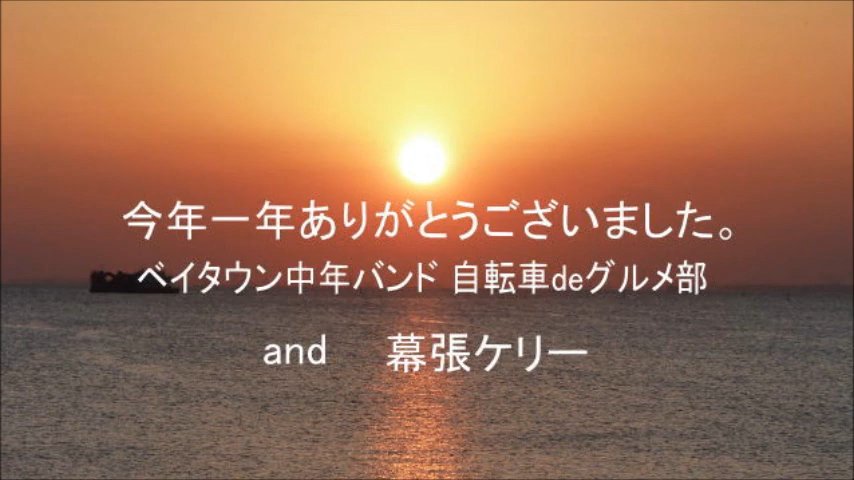 今年一年ありがとうございました。
ベイタウン中年バンド 自転車deグルメ部
and 幕張ケリー